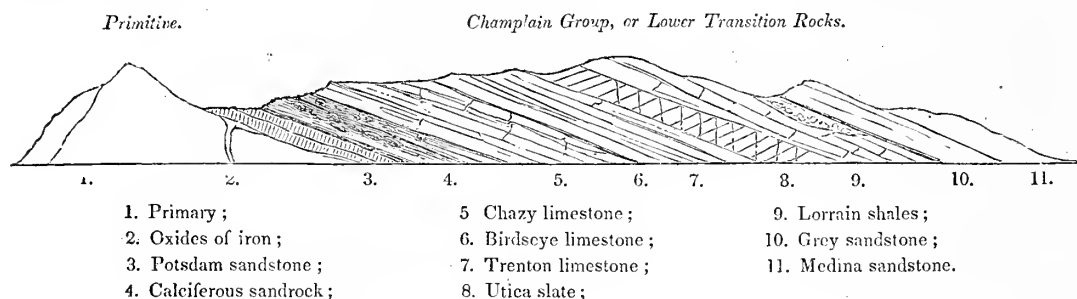 Primitive. Champlain Group, or Lower Transition Rocks.
1. 2. 3. 4. 5. 6. 7. 8. 9. 10. 11.
1. Primary;
2. Oxides of iron;
3. Potsdam sandstone;
4. Calciferous sandrock;
5 Chazy limestone;
6. Birdseye limestone;
7. Trenton limestone;
8. Utica slate;
9. Lorrain shales;
10. Grey sandstone;
11. Medina sandstone.